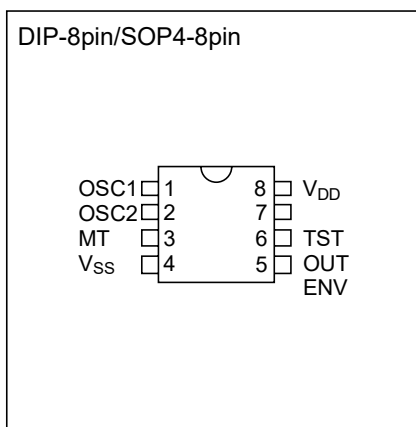 DIP-8pin/SOP4-8pin
OSC1 1 8 VDD
OSC2 2 7
MT 3 6 TST
VSS 4 5 OUT
ENV